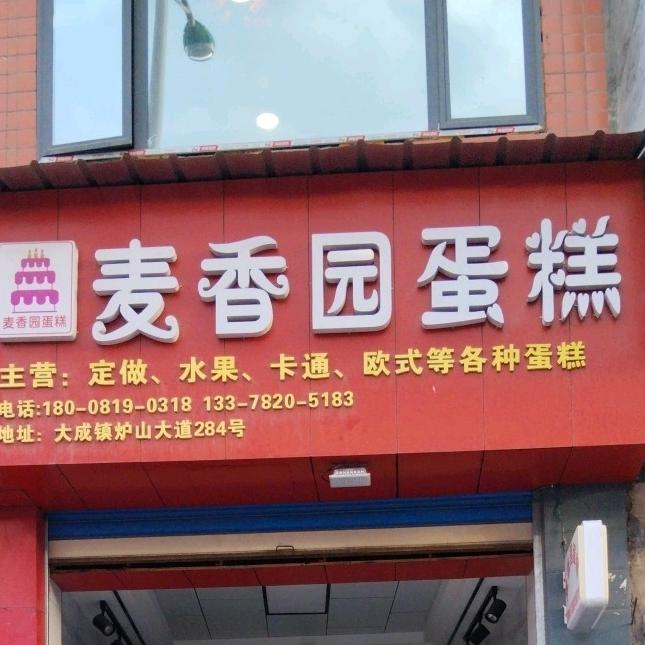 麦香园蛋糕
麦香园蛋糕
主营：定做、水果、卡通、欧式等各种蛋糕
电话:180-0819-0318 133-7820-5183
地址：大成镇炉山大道284号